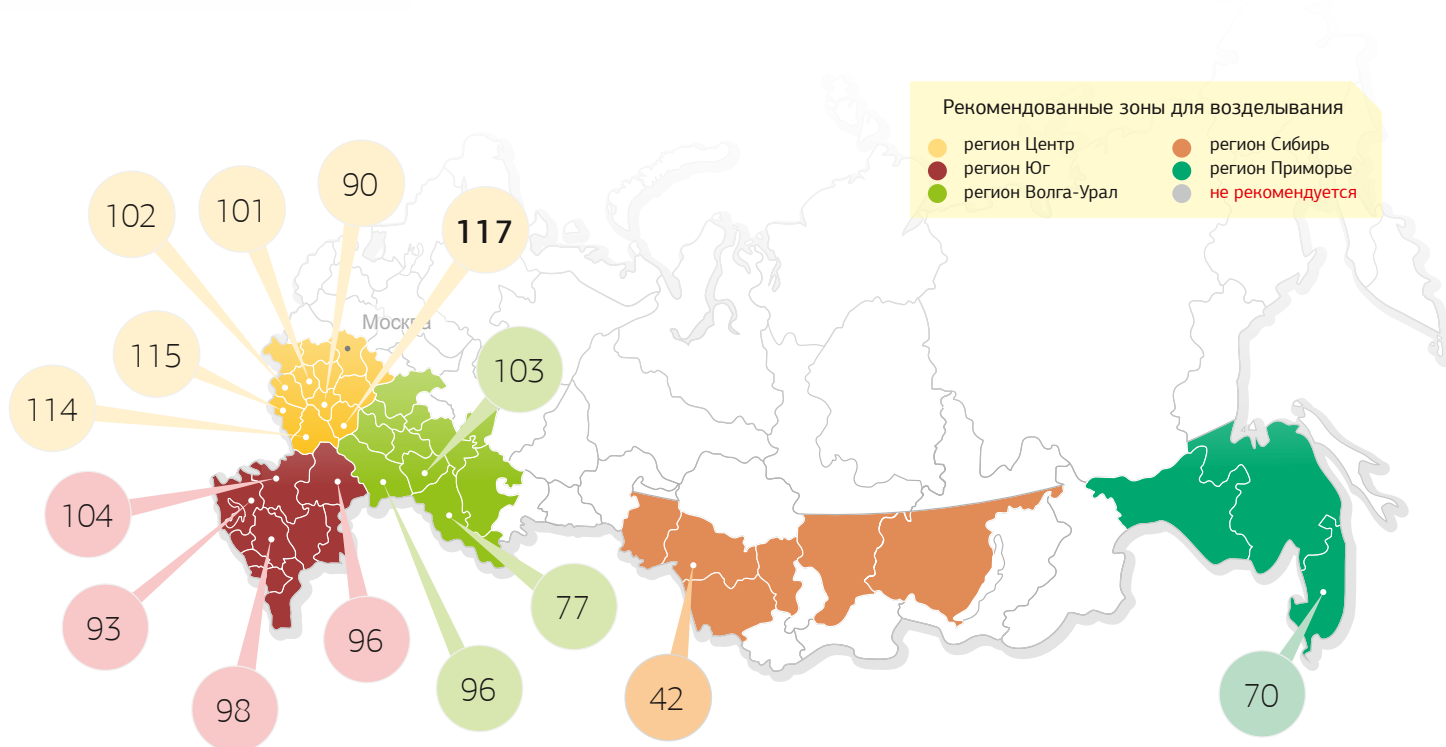 Рекомендованные зоны для возделывания
регион Центр
регион Юг
регион Волга-Урал
регион Сибирь
регион Приморье
не рекомендуется
90
102
101
117
Москва
115
103
114
104
77
93
96
96
42
70
98